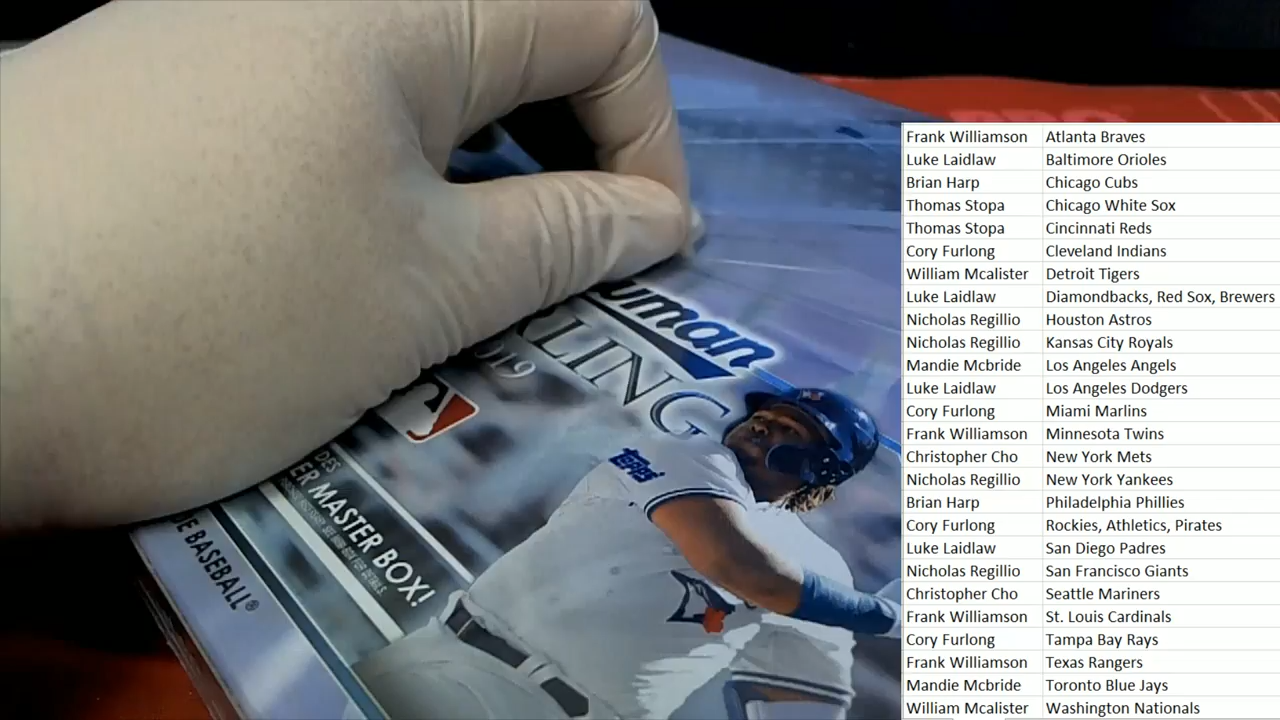 uman
RLING
2019
TOPPS
DES
ER MASTER BOX!
DE BASEBALL®
Frank Williamson Atlanta Braves
Luke Laidlaw Baltimore Orioles
Brian Harp Chicago Cubs
Thomas Stopa Chicago White Sox
Thomas Stopa Cincinnati Reds
Cory Furlong Cleveland Indians
William Mcalister Detroit Tigers
Luke Laidlaw Diamondbacks, Red Sox, Brewers
Nicholas Regillio Houston Astros
Nicholas Regillio Kansas City Royals
Mandie Mcbride Los Angeles Angels
Luke Laidlaw Los Angeles Dodgers
Cory Furlong Miami Marlins
Frank Williamson Minnesota Twins
Christopher Cho New York Mets
Nicholas Regillio New York Yankees
Brian Harp Philadelphia Phillies
Cory Furlong Rockies, Athletics, Pirates
Luke Laidlaw San Diego Padres
Nicholas Regillio San Francisco Giants
Christopher Cho Seattle Mariners
Frank Williamson St. Louis Cardinals
Cory Furlong Tampa Bay Rays
Frank Williamson Texas Rangers
Mandie Mcbride Toronto Blue Jays
William Mcalister Washington Nationals